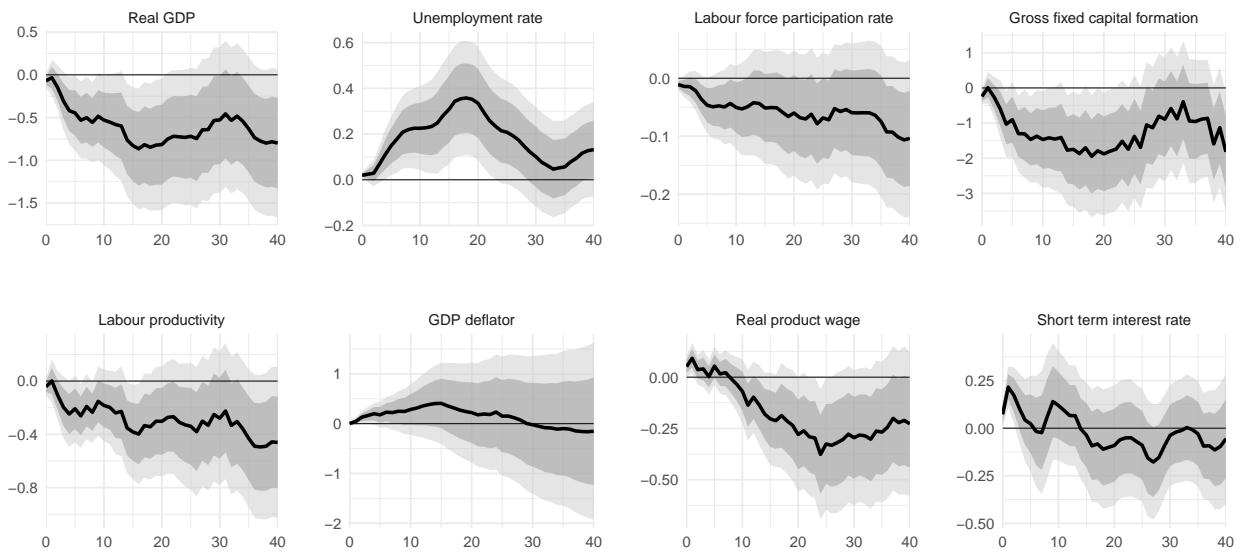 Real GDP
0.5
0.0
−0.5
−1.0
−1.5
0 10 20 30 40
Unemployment rate
0.6
0.4
0.2
0.0
−0.2
0 10 20 30 40
Labour force participation rate
0.0
−0.1
−0.2
0 10 20 30 40
Gross fixed capital formation
1
0
−1
−2
−3
0 10 20 30 40
Labour productivity
0.0
−0.4
−0.8
0 10 20 30 40
GDP deflator
1
0
−1
−2
0 10 20 30 40
Real product wage
0.00
−0.25
−0.50
0 10 20 30 40
Short term interest rate
0.25
0.00
−0.25
−0.50
0 10 20 30 40